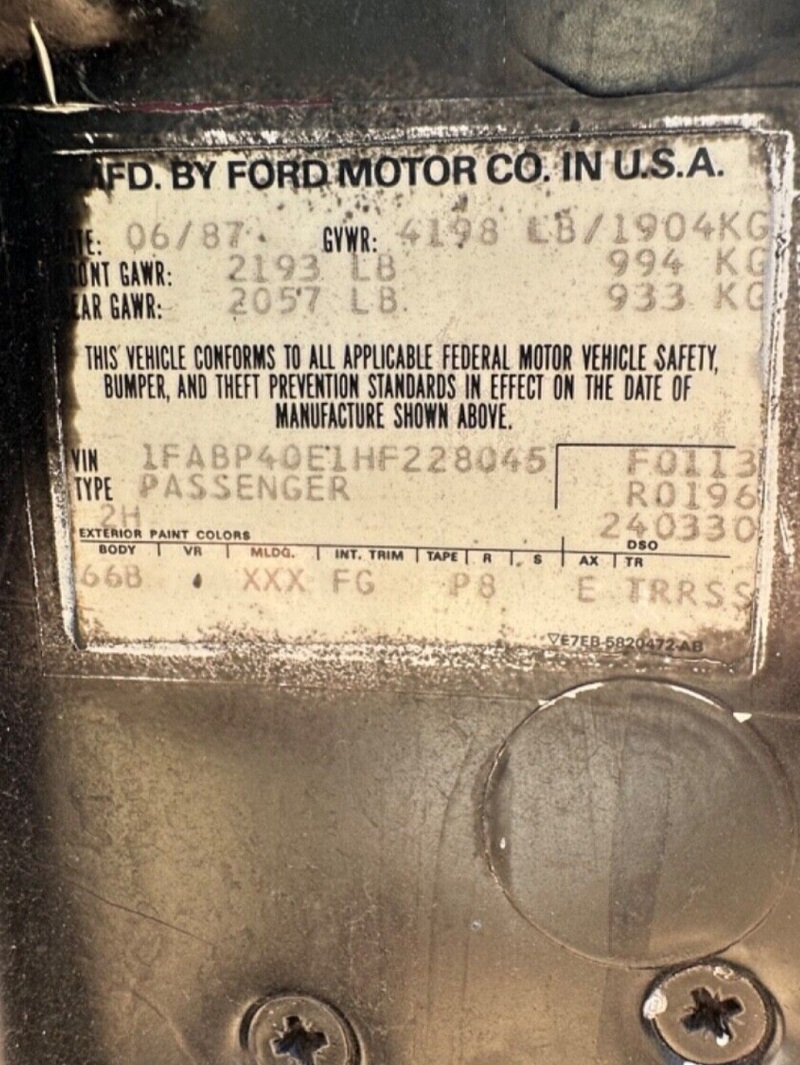 MFD. BY FORD MOTOR CO. IN U.S.A.
TE: 06/87 GVWR: 4198 LB/1904KG
ONT GAWR: 2193 LB 994 KG
EAR GAWR: 2057 LB 933 KG
THIS VEHICLE CONFORMS TO ALL APPLICABLE FEDERAL MOTOR VEHICLE SAFETY,
BUMPER, AND THEFT PREVENTION STANDARDS IN EFFECT ON THE DATE OF
MANUFACTURE SHOWN ABOVE.
VIN 1FABP40E1HF228045 F0113
TYPE PASSENGER R0196
2H 240330
EXTERIOR PAINT COLORS DSO
BODY VR MLDG. INT. TRIM TAPE R S AX TR
66B XXX FG P8 E TRRSS
▽E7EB-5820472-AB